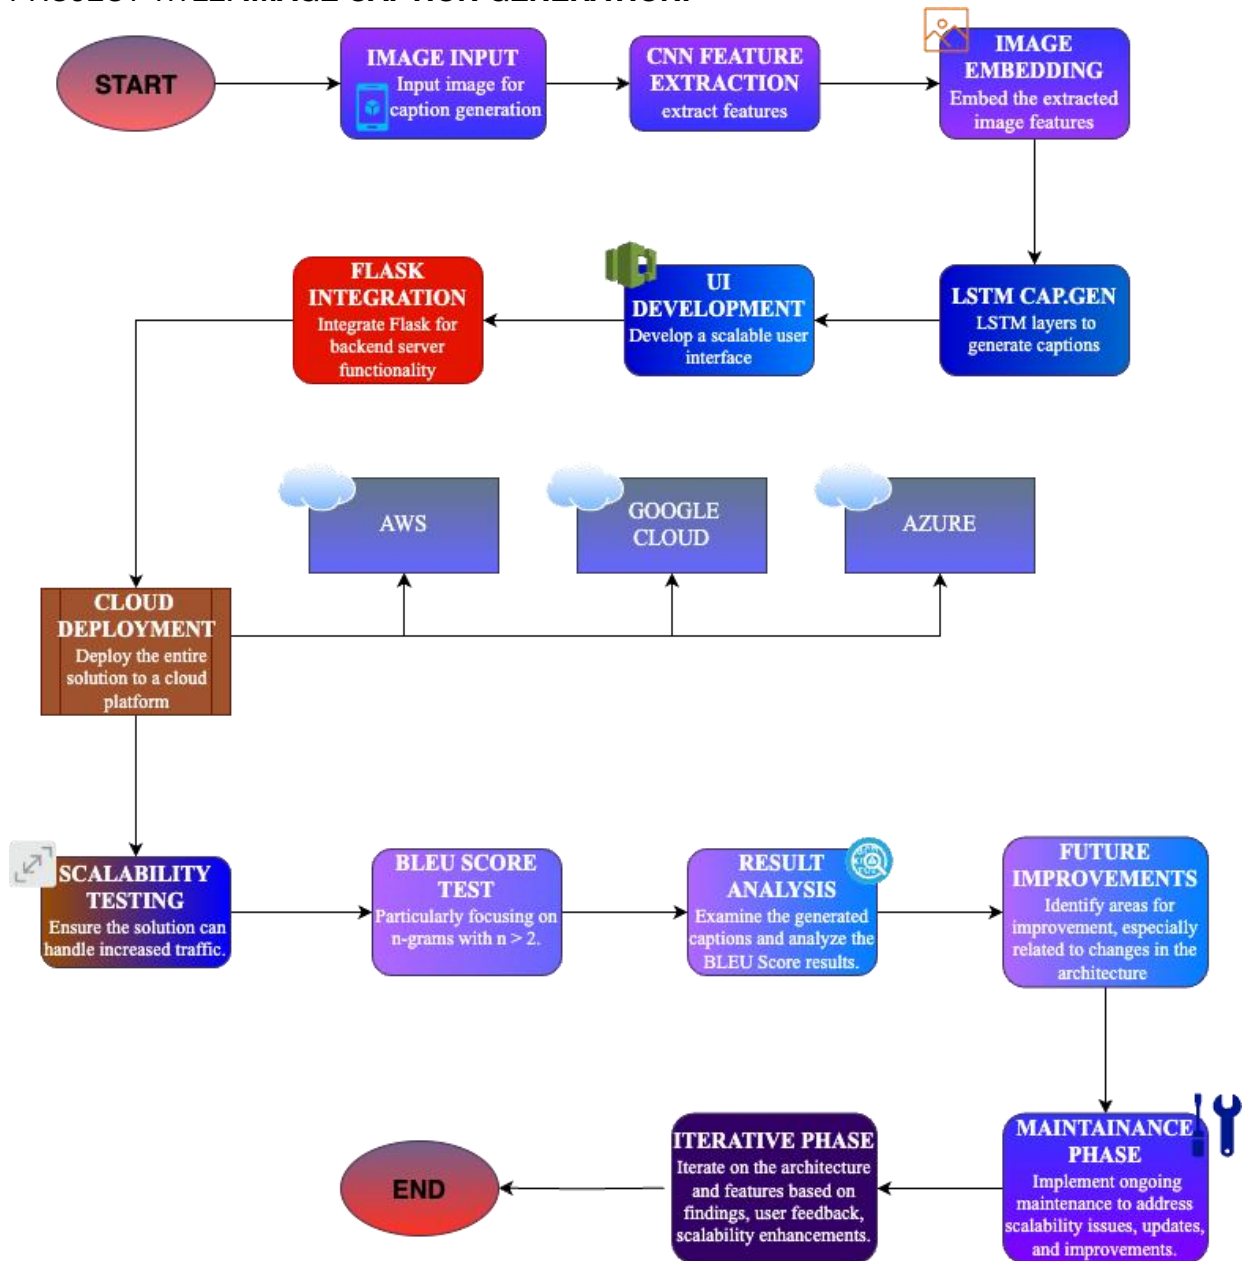 PROJECT TITLE: IMAGE CAPTION GENERATION.
START
IMAGE INPUT
Input image for
caption generation
CNN FEATURE
EXTRACTION
extract features
IMAGE
EMBEDDING
Embed the extracted
image features
FLASK
INTEGRATION
Integrate Flask for
backend server
functionality
UI
DEVELOPMENT
Develop a scalable user
interface
LSTM CAP.GEN
LSTM layers to
generate captions
AWS
GOOGLE
CLOUD
AZURE
CLOUD
DEPLOYMENT
Deploy the entire
solution to a cloud
platform
SCALABILITY
TESTING
Ensure the solution can
handle increased traffic.
BLEU SCORE
TEST
Particularly focusing on
n-grams with n > 2.
RESULT
ANALYSIS
Examine the generated
captions and analyze the
BLEU Score results.
FUTURE
IMPROVEMENTS
Identify areas for
improvement, especially
related to changes in the
architecture
END
ITERATIVE PHASE
Iterate on the architecture
and features based on
findings, user feedback,
scalability enhancements.
MAINTAINANCE
PHASE
Implement ongoing
maintenance to address
scalability issues, updates,
and improvements.